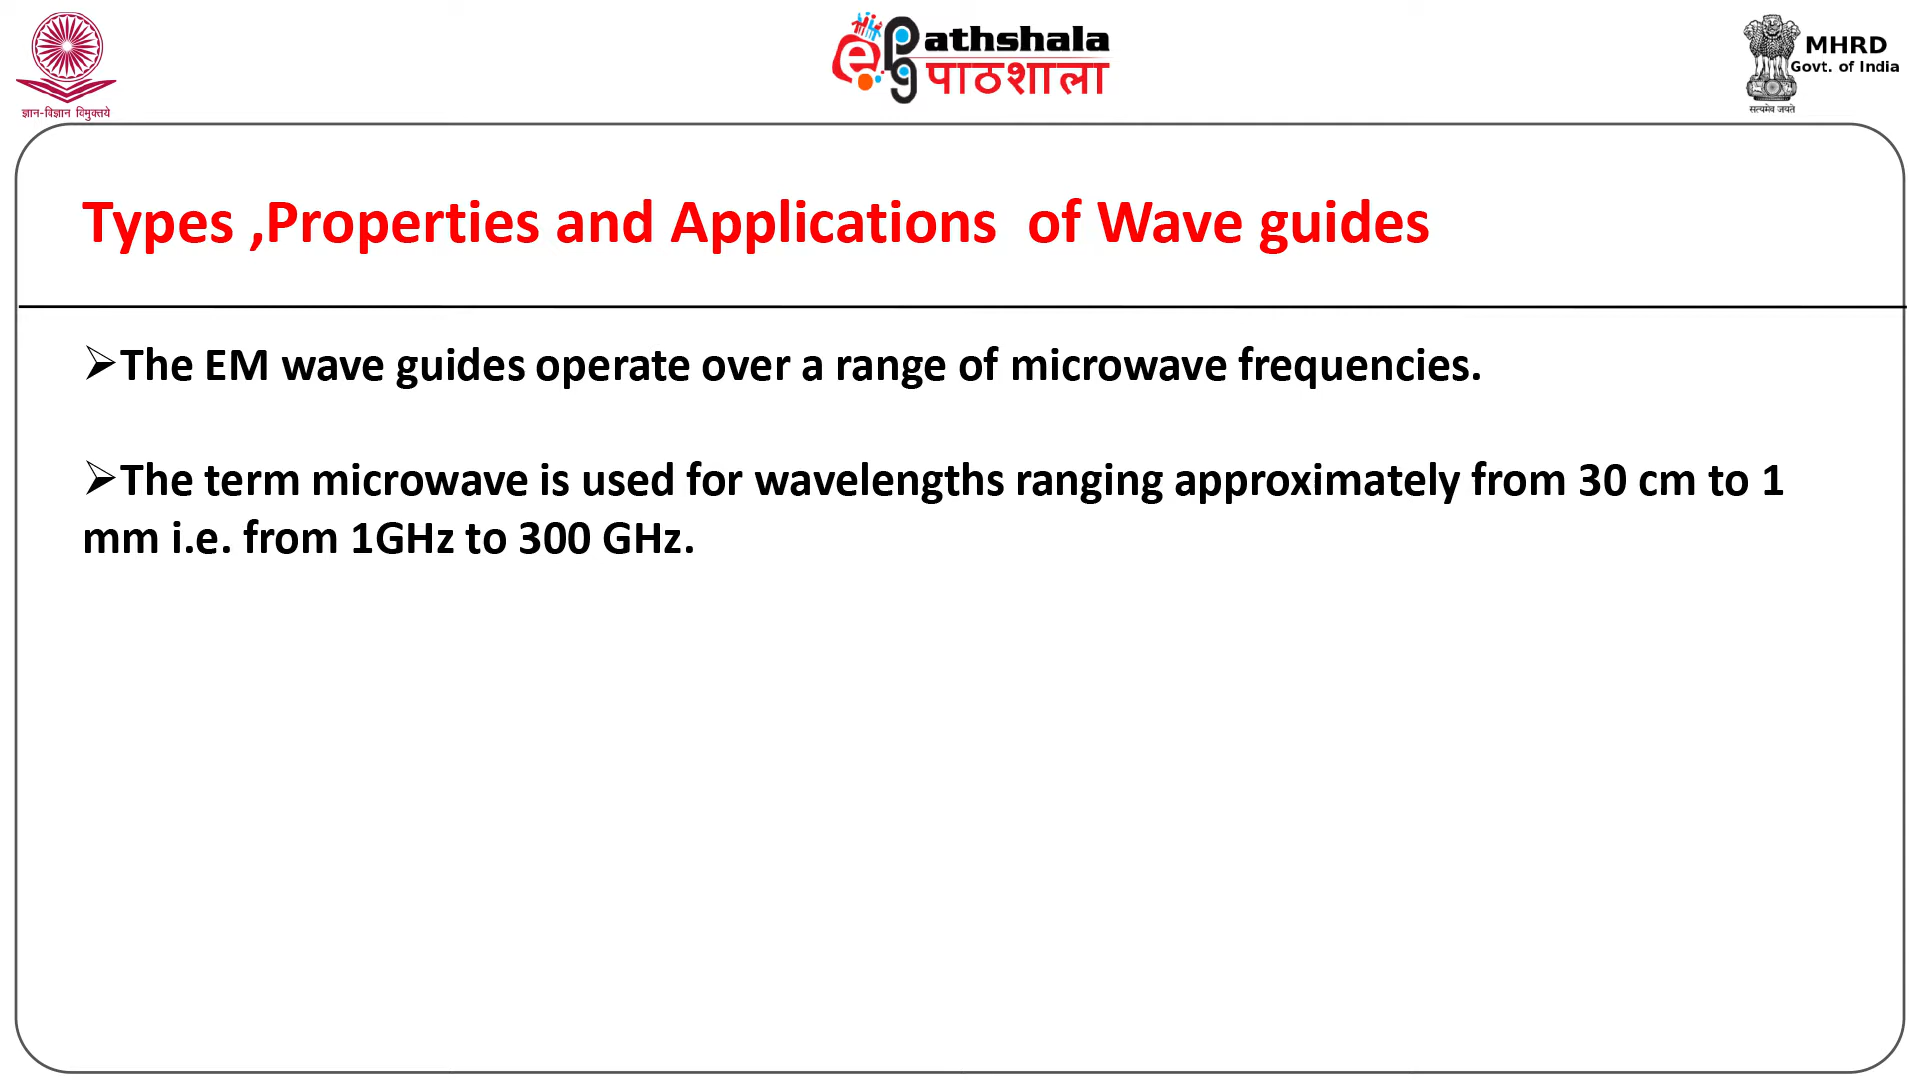 ज्ञान-विज्ञान विमुक्तये
ePathshala
पाठशाला
MHRD
Govt. of India
सत्यमेव जयते
Types ,Properties and Applications  of Wave guides
➢The EM wave guides operate over a range of microwave frequencies.
➢The term microwave is used for wavelengths ranging approximately from 30 cm to 1
mm i.e. from 1GHz to 300 GHz.